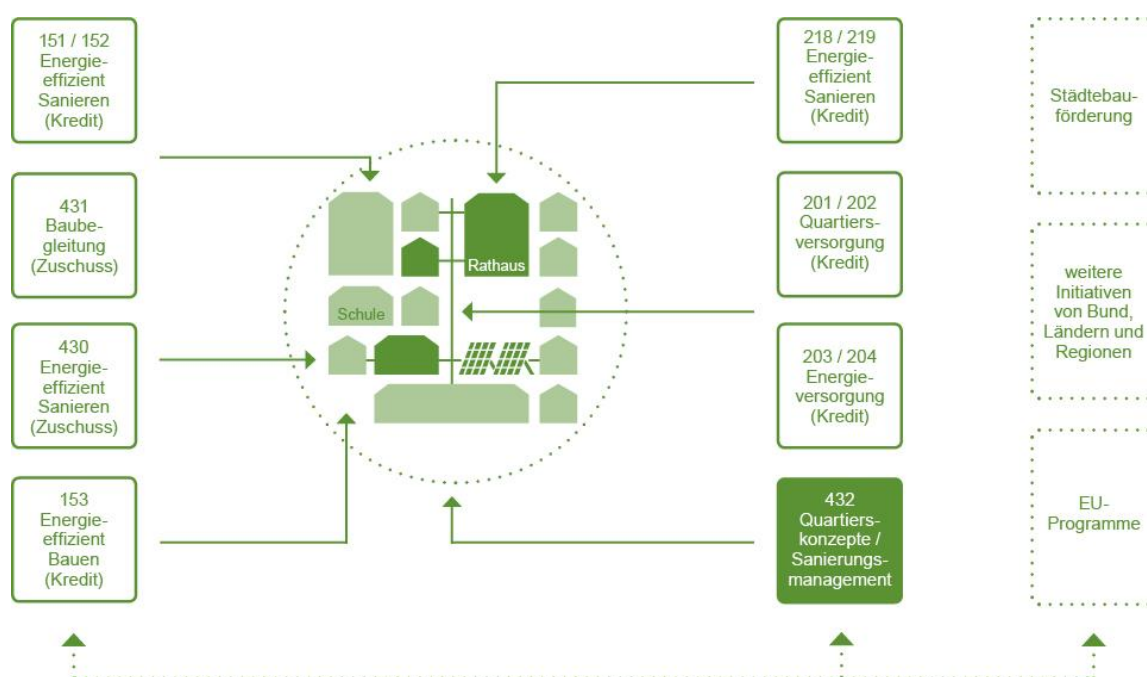 151 / 152
Energie-
effizient
Sanieren
(Kredit)
431
Baube-
gleitung
(Zuschuss)
430
Energie-
effizient
Sanieren
(Zuschuss)
153
Energie-
effizient
Bauen
(Kredit)
Rathaus
Schule
218 / 219
Energie-
effizient
Sanieren
(Kredit)
201 / 202
Quartiers-
versorgung
(Kredit)
203 / 204
Energie-
versorgung
(Kredit)
432
Quartiers-
konzepte /
Sanierungs-
management
Städtebau-
förderung
weitere
Initiativen
von Bund,
Ländern und
Regionen
EU-
Programme